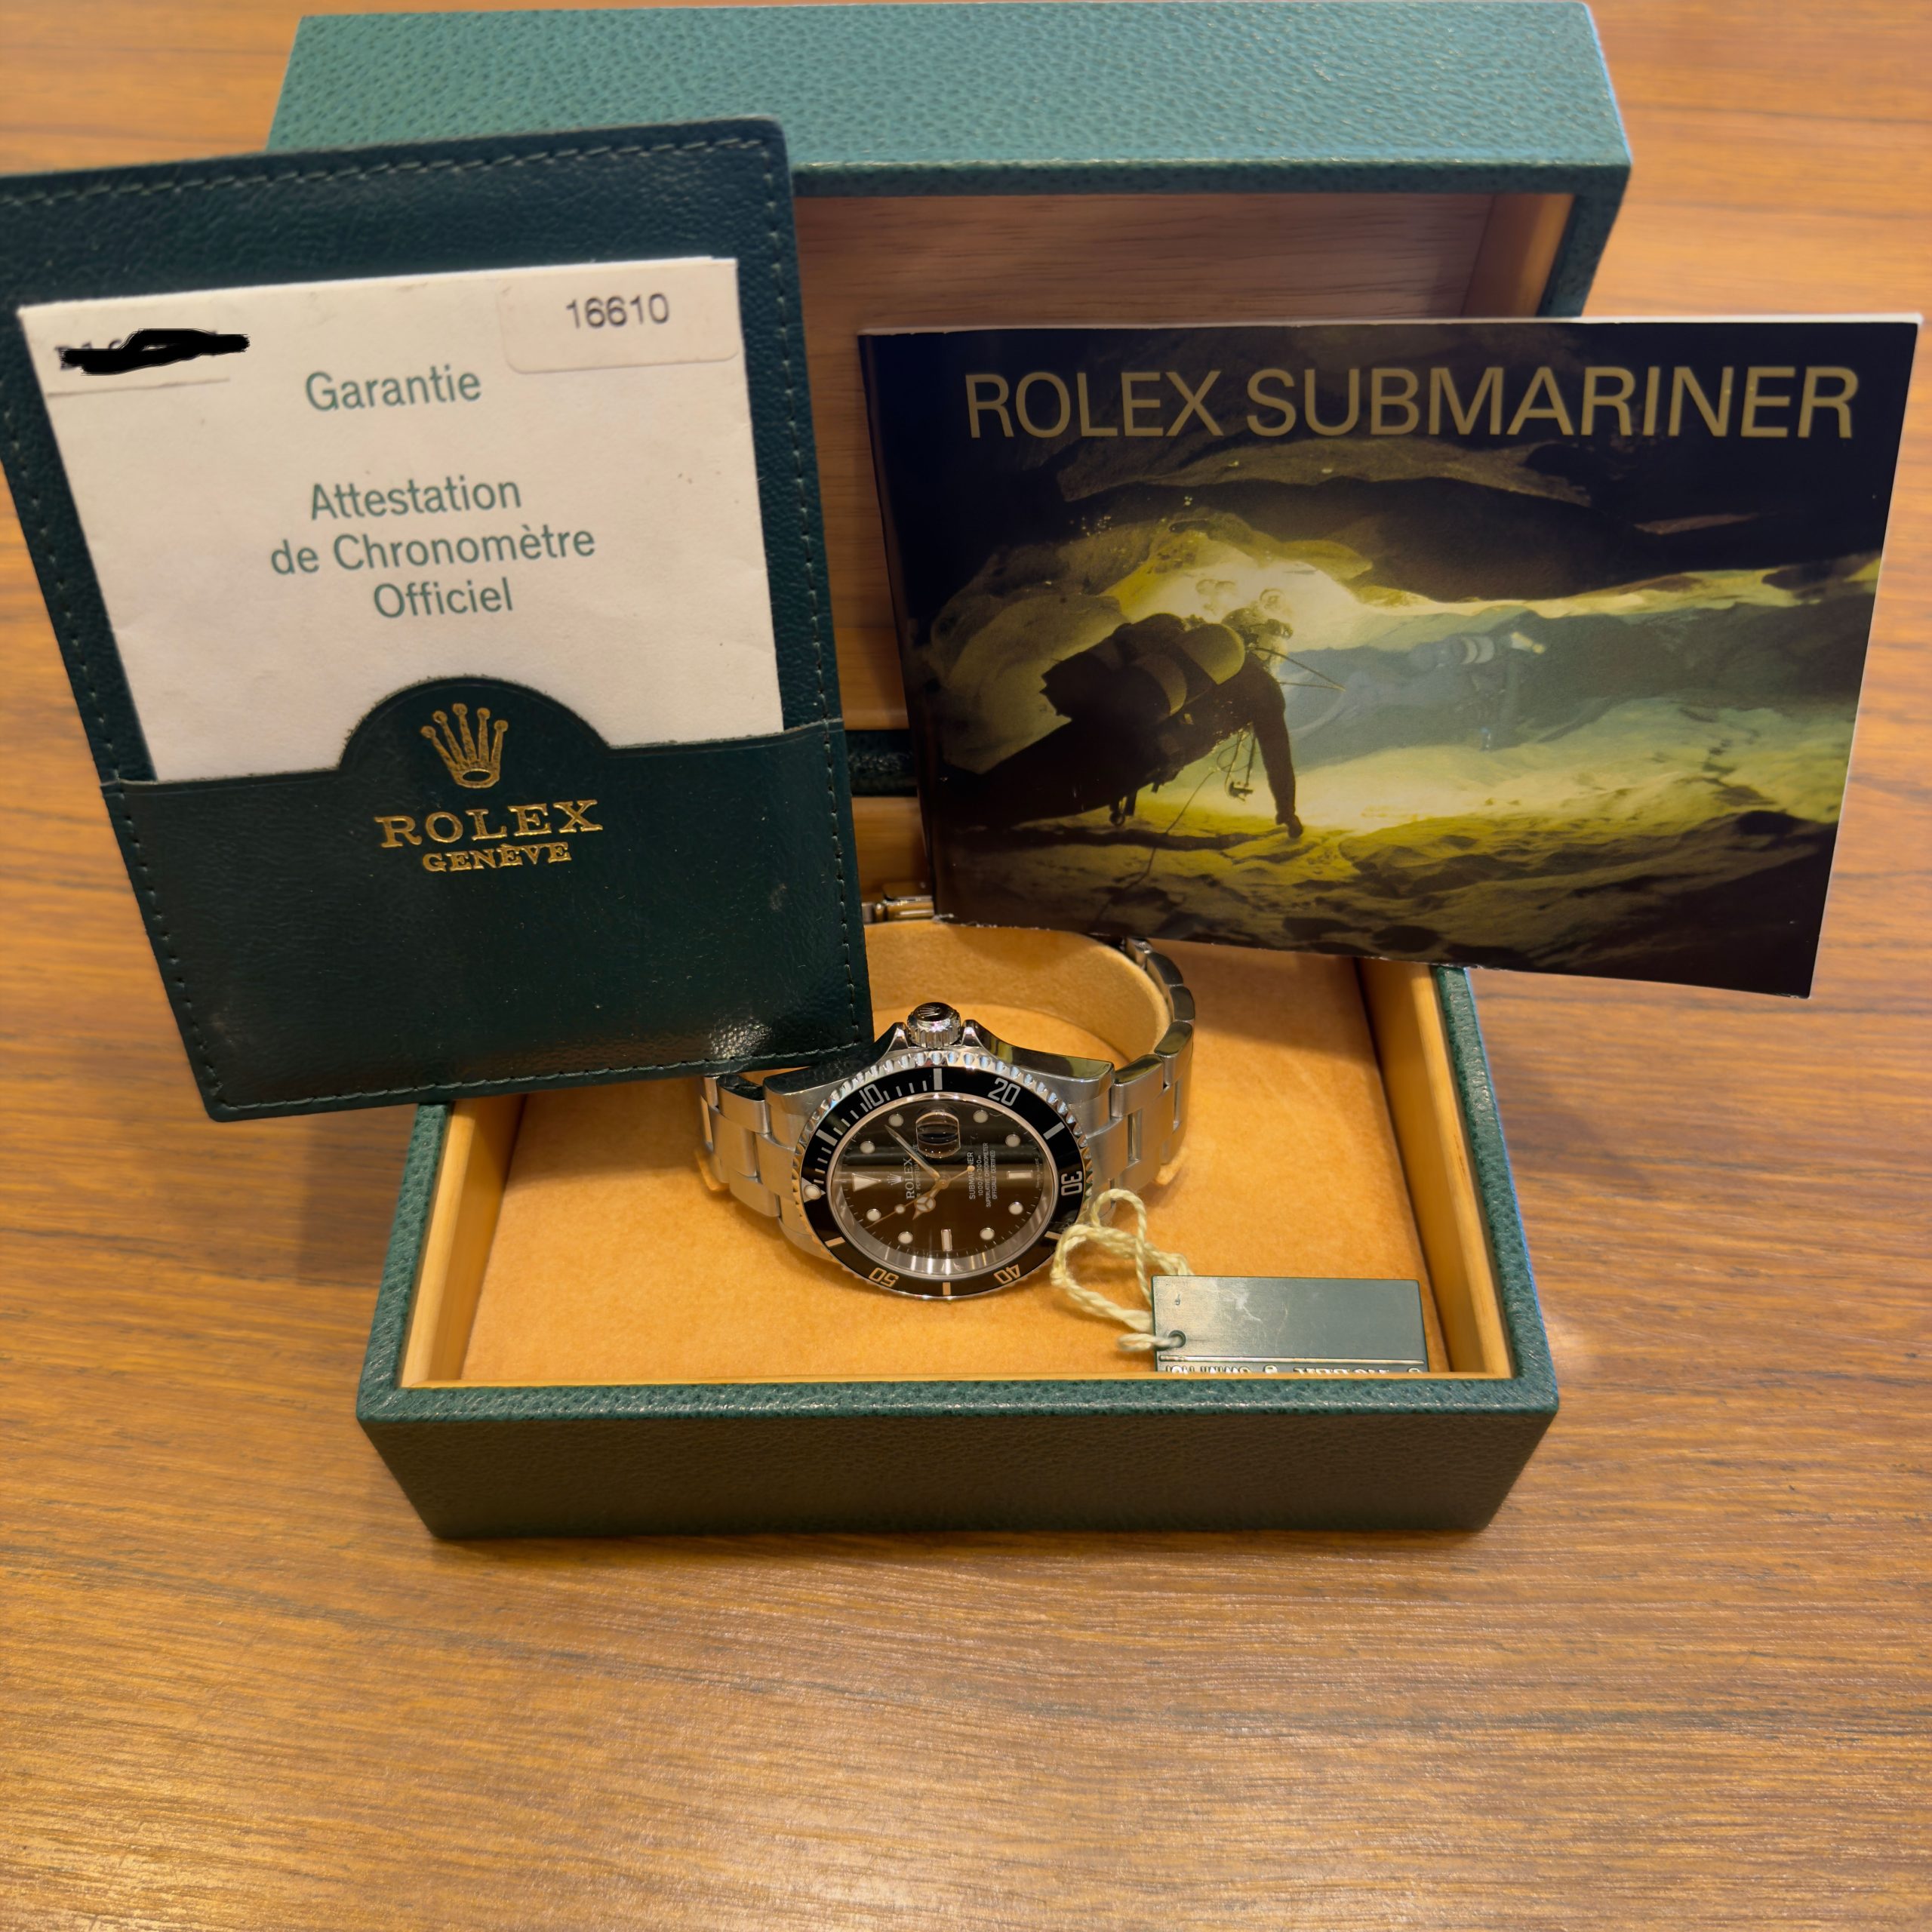 16610
Garantie
Attestation
de Chronomètre
Officiel
ROLEX
GENÈVE
ROLEX SUBMARINER
10
20
30
40
50
ROLEX
SUBMARINER